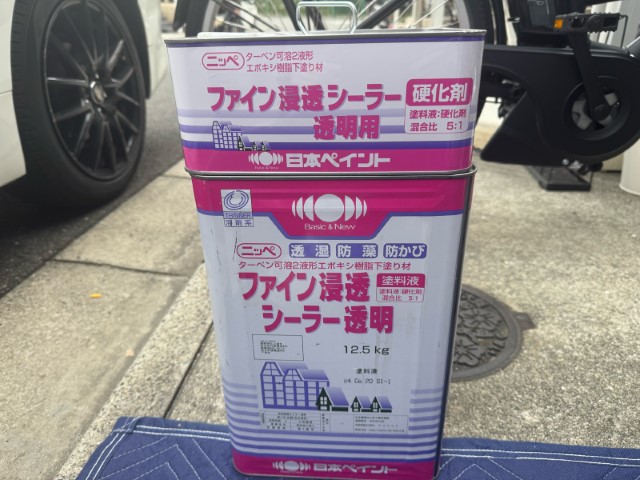 ニッペ
ターペン可溶2液形
エポキシ樹脂下塗り材
ファイン浸透シーラー
透明用
硬化剤
塗料液:硬化剤
混合比 5:1
日本ペイント
THINNER
溶剤系
Basic & New
ニッペ 透湿 防藻 防かび
ターペン可溶2液形エポキシ樹脂下塗り材
ファイン浸透
シーラー透明
塗料液
塗料液:硬化剤
混合比 5:1
12.5kg
塗料液
日本ペイント